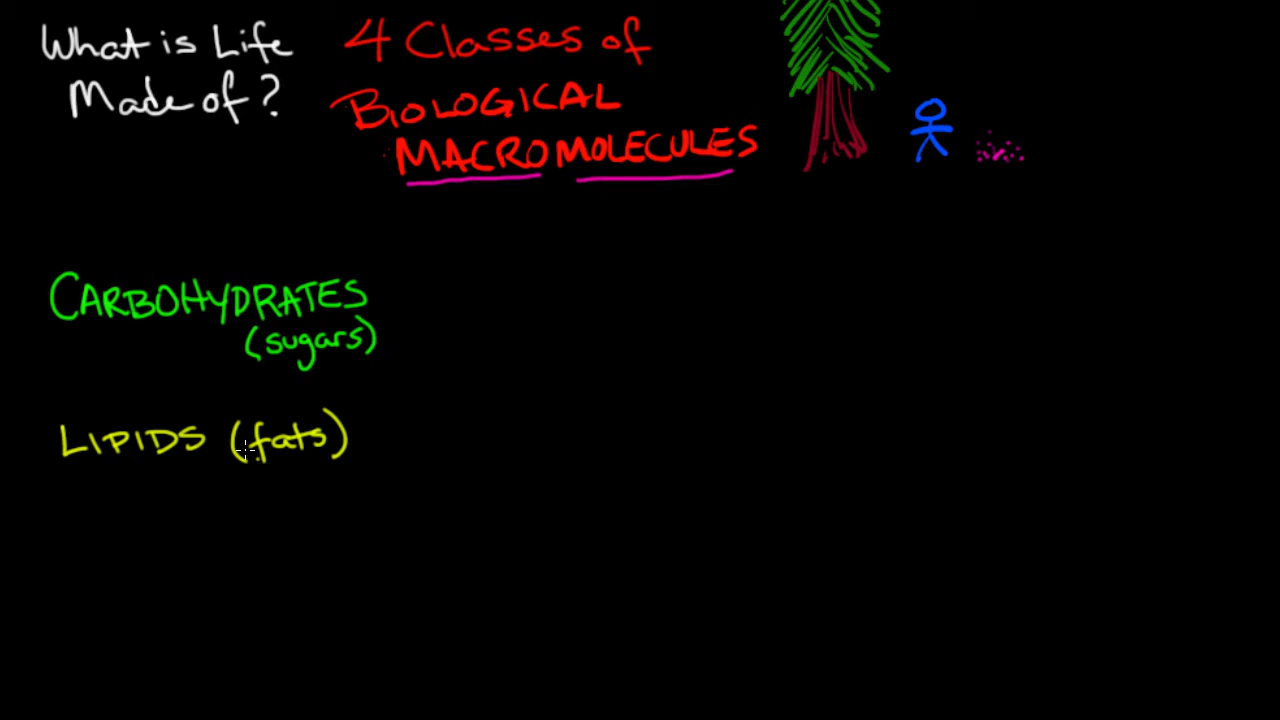 What is Life
Made of?
4 Classes of
BIOLOGICAL
MACROMOLECULES
CARBOHYDRATES
(sugars)
LIPIDS (fats)